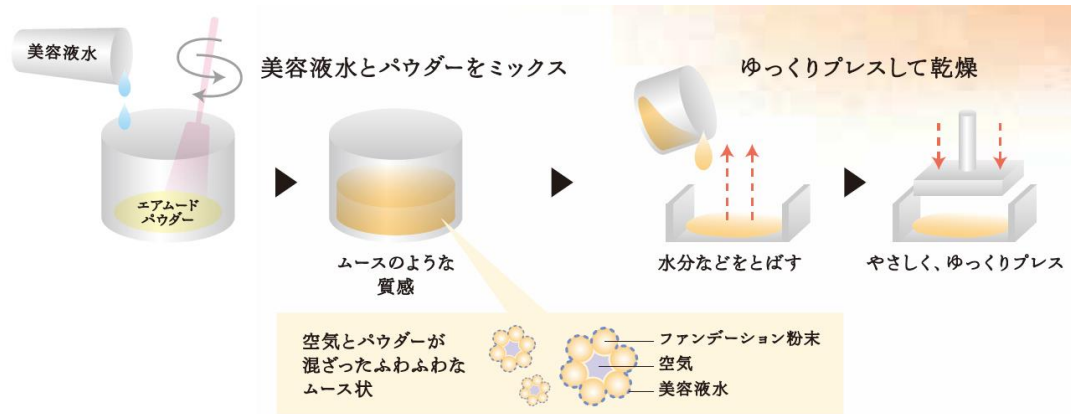 美容液水
エアムード
パウダー
美容液水とパウダーをミックス
ムースのような
質感
ゆっくりプレスして乾燥
水分などをとばす
やさしく、ゆっくりプレス
空気とパウダーが
混ざったふわふわな
ムース状
ファンデーション粉末
空気
美容液水